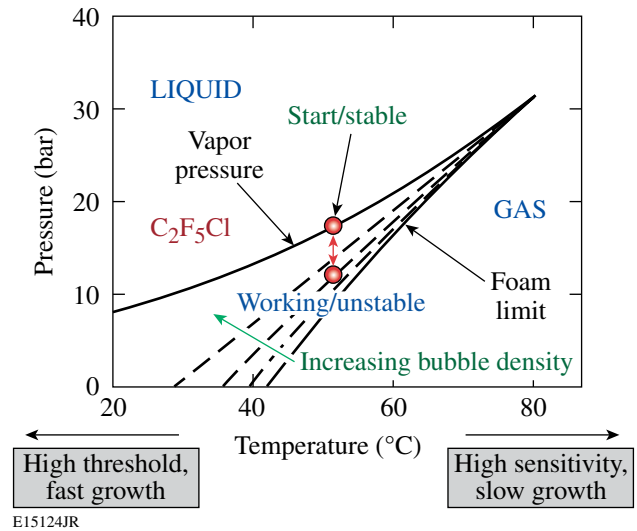 40
30
20
10
0
Pressure (bar)
LIQUID
Start/stable
Vapor
pressure
C₂F₅Cl
GAS
Foam
limit
Working/unstable
Increasing bubble density
20
40
60
80
Temperature (°C)
High threshold,
fast growth
High sensitivity,
slow growth
E15124JR